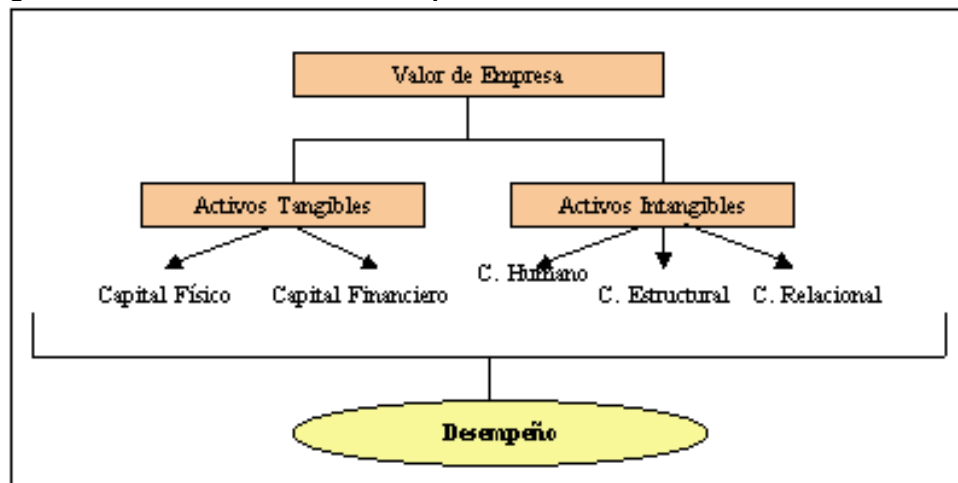 Valor de Empresa
Activos Tangibles
Activos Intangibles
Capital Físico
Capital Financiero
C. Humano
C. Estructural
C. Relacional
Desempeño